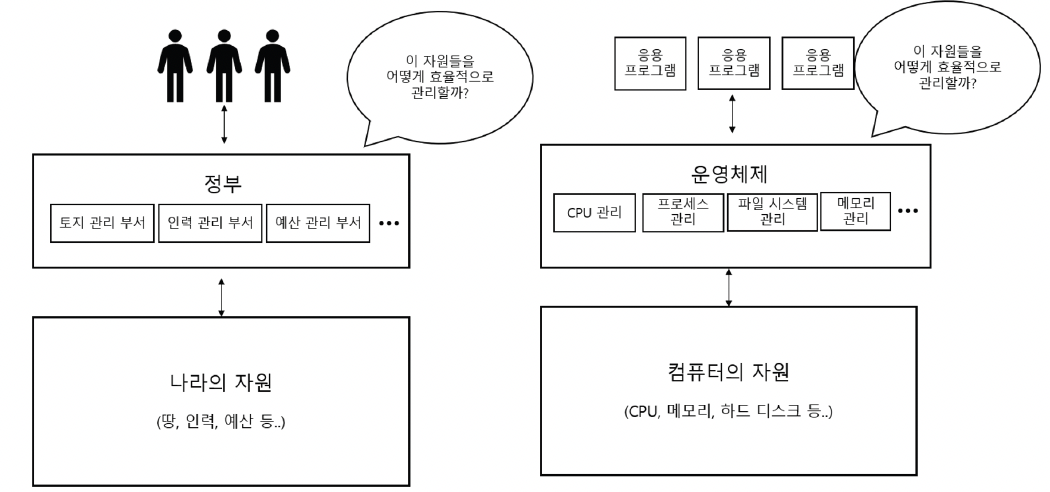 이 자원들을
어떻게 효율적으로
관리할까?
정부
토지 관리 부서
인력 관리 부서
예산 관리 부서
•••
나라의 자원
(땅, 인력, 예산 등..)
응용
프로그램
응용
프로그램
응용
프로그램
이 자원들을
어떻게 효율적으로
관리할까?
운영체제
CPU 관리
프로세스
관리
파일 시스템
관리
메모리
관리
•••
컴퓨터의 자원
(CPU, 메모리, 하드 디스크 등..)